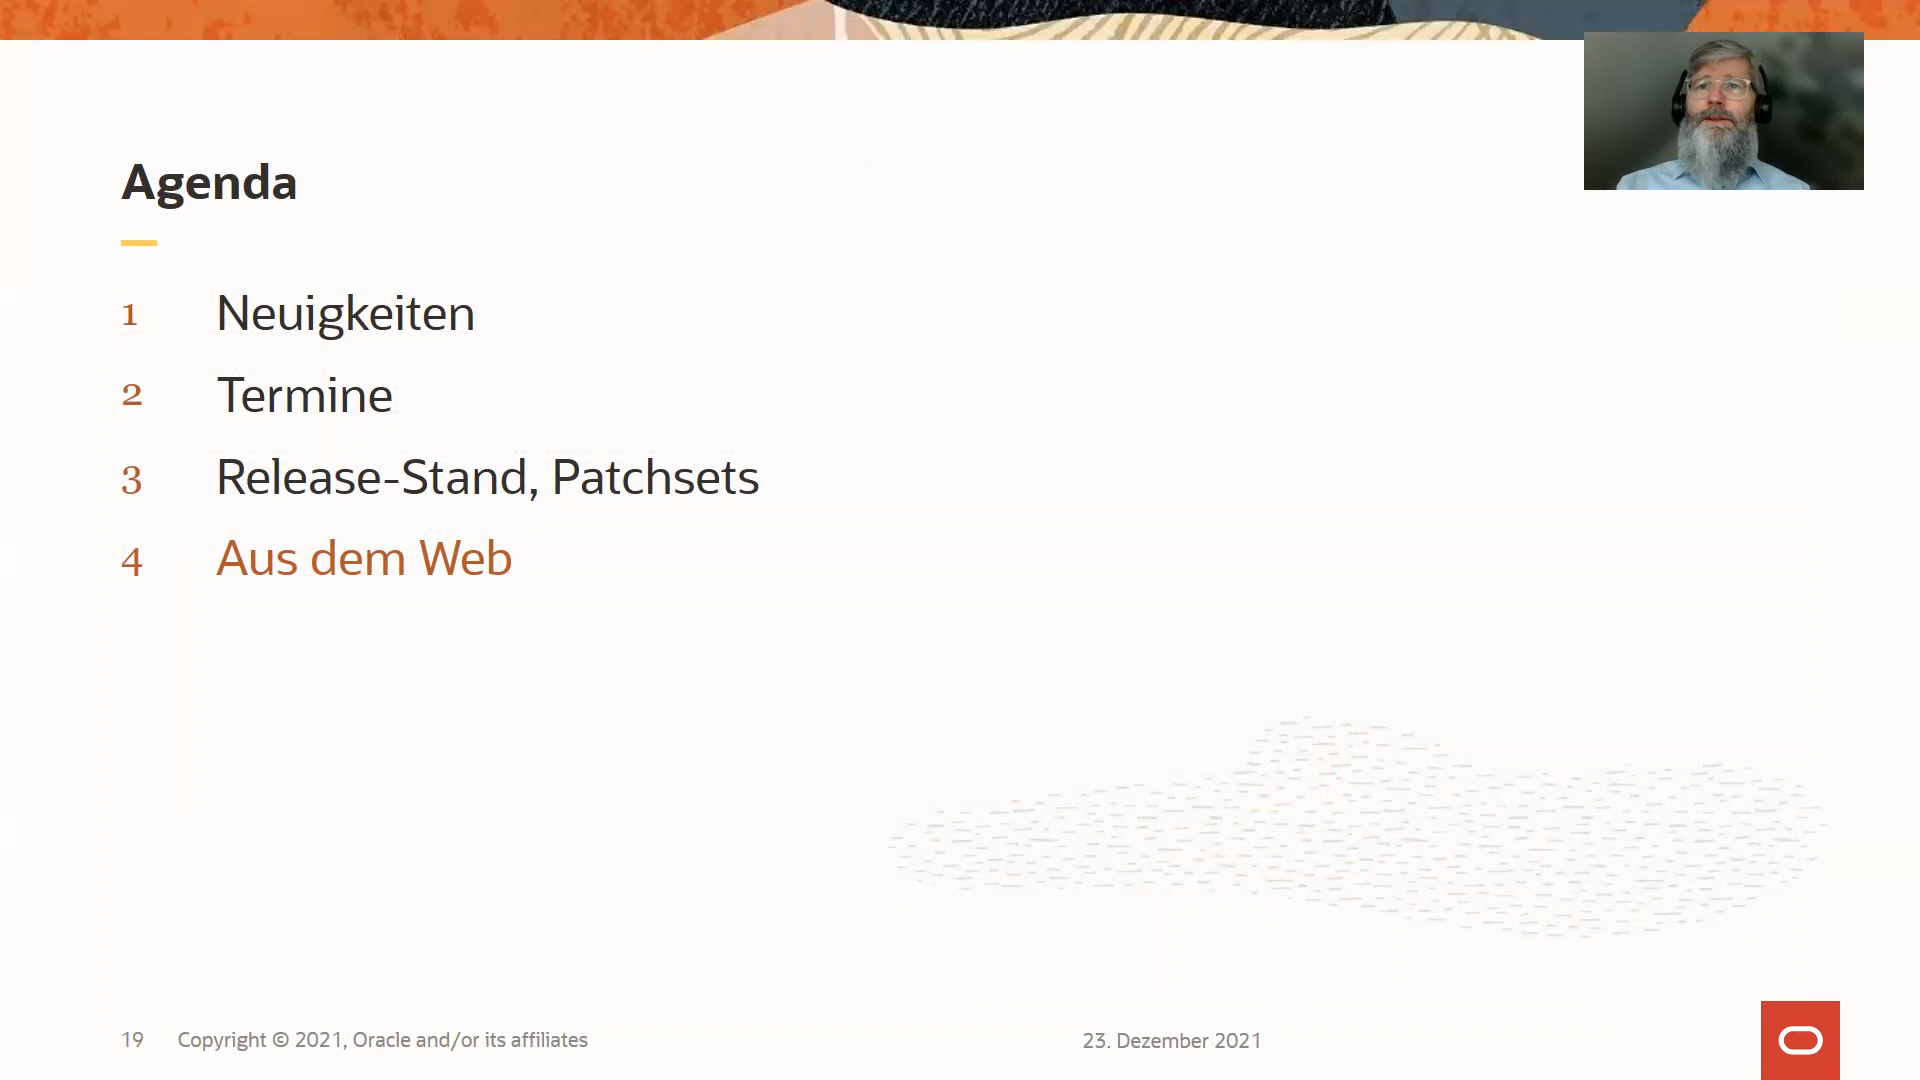 Agenda
1 Neuigkeiten
2 Termine
3 Release-Stand, Patchsets
4 Aus dem Web
19 Copyright © 2021, Oracle and/or its affiliates 23. Dezember 2021